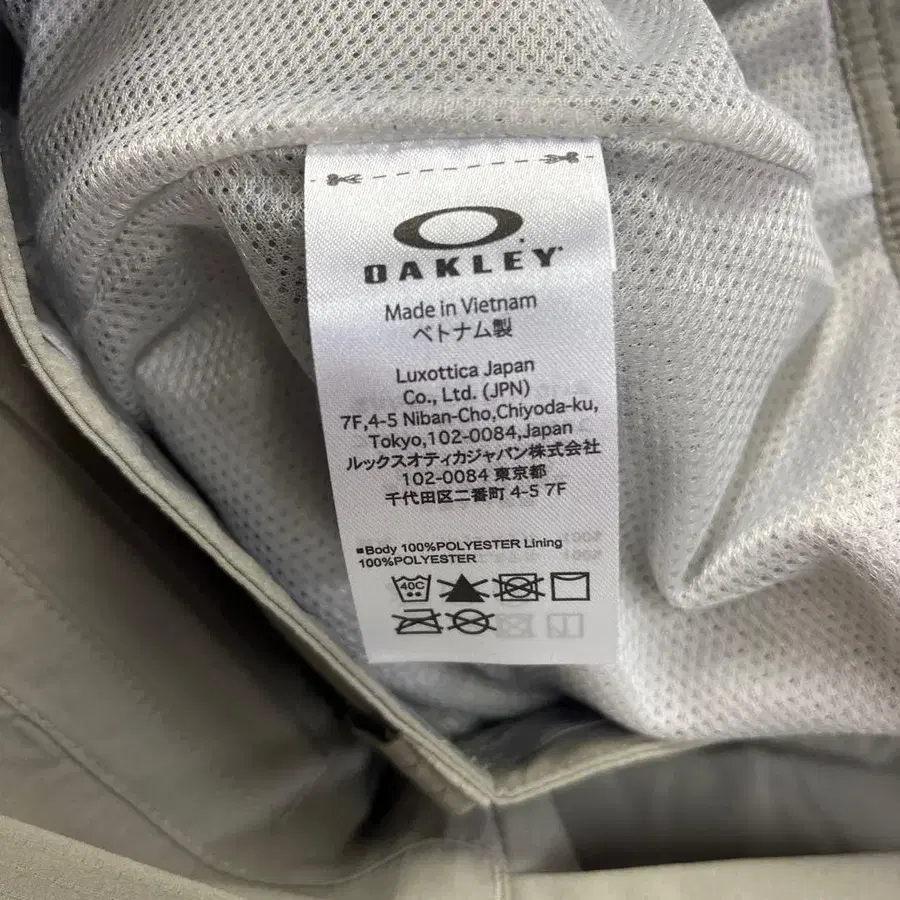 OAKLEY
Made in Vietnam
ベトナム製
Luxottica Japan
Co., Ltd. (JPN)
7F,4-5 Niban-Cho,Chiyoda-ku,
Tokyo,102-0084,Japan
ルックスオティカジャパン株式会社
102-0084 東京都
千代田区二番町 4-5 7F
■Body 100%POLYESTER Lining
100%POLYESTER
40C